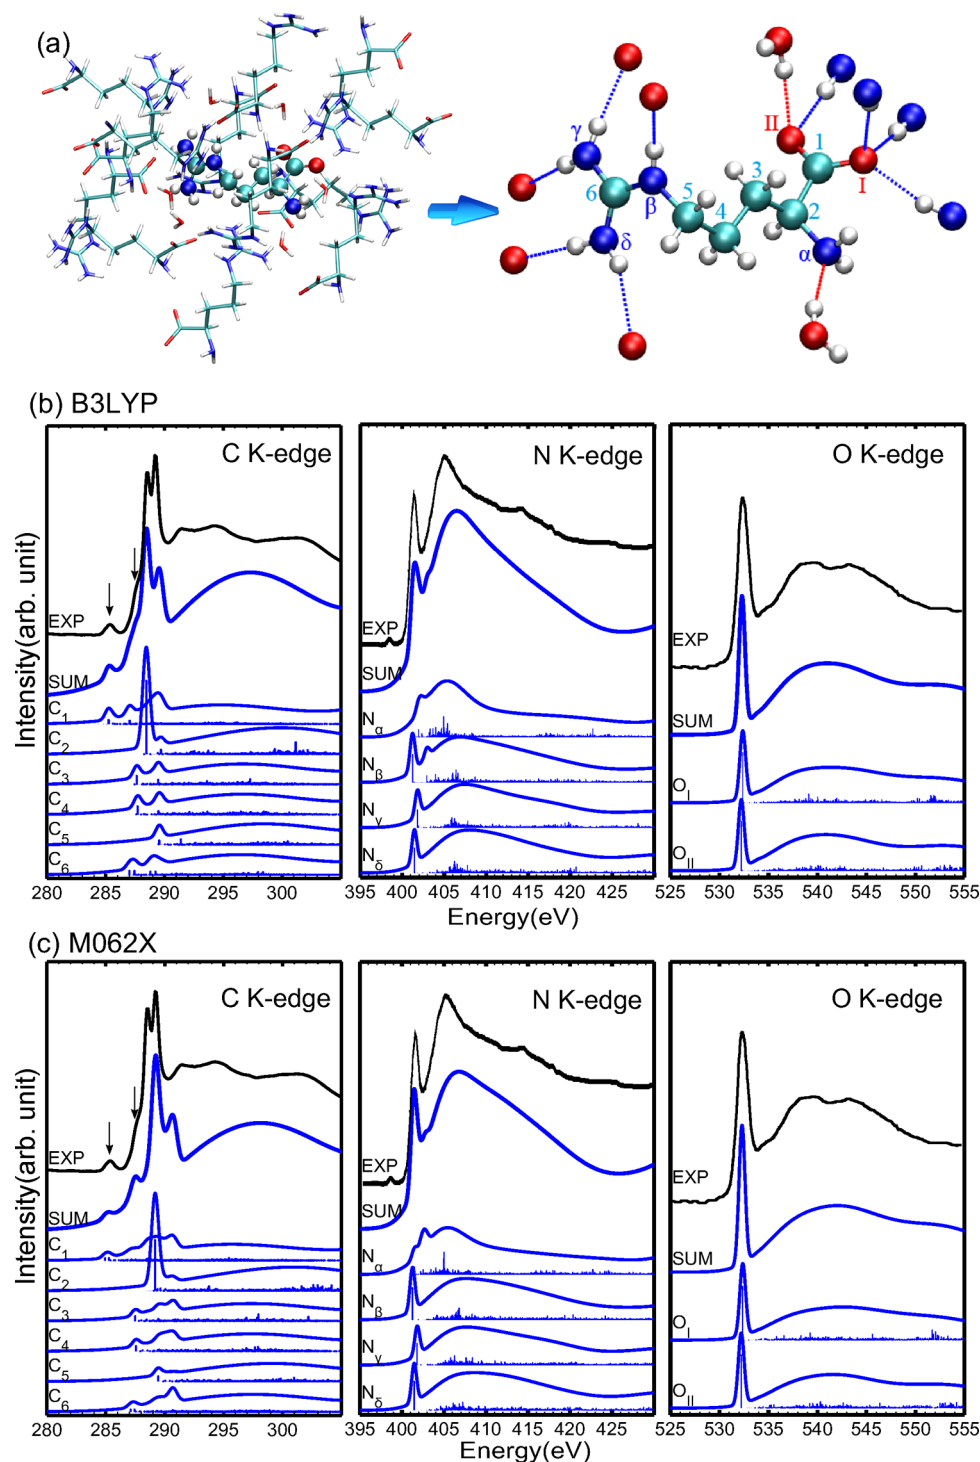 (a)
γ
δ
β
6
5
4
3
2
1
α
II
I
(b) B3LYP
C K-edge
N K-edge
O K-edge
Intensity(arb. unit)
EXP
SUM
C1
C2
C3
C4
C5
C6
280 285 290 295 300
EXP
SUM
Nα
Nβ
Nγ
Nδ
395 400 405 410 415 420 425
EXP
SUM
OI
OII
525 530 535 540 545 550 555
Energy(eV)
(c) M062X
C K-edge
N K-edge
O K-edge
Intensity(arb. unit)
EXP
SUM
C1
C2
C3
C4
C5
C6
280 285 290 295 300
EXP
SUM
Nα
Nβ
Nγ
Nδ
395 400 405 410 415 420 425
EXP
SUM
OI
OII
525 530 535 540 545 550 555
Energy(eV)